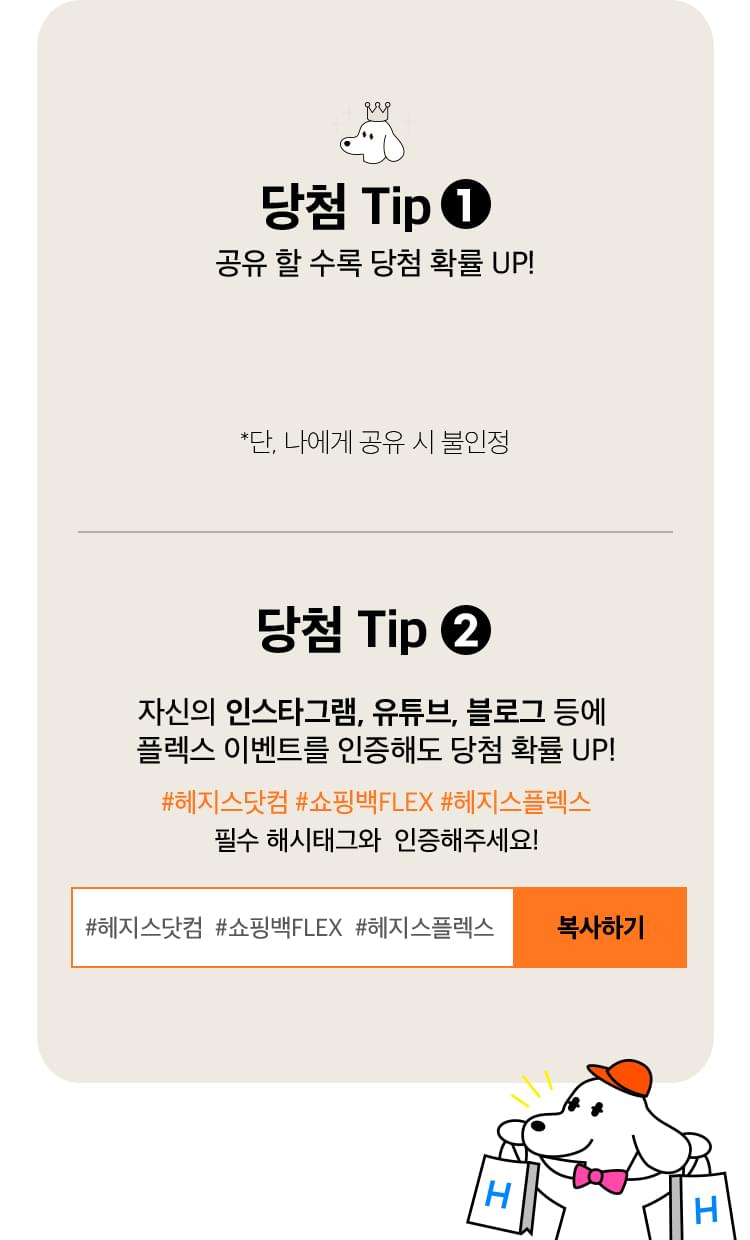 당첨 Tip 1
공유 할 수록 당첨 확률 UP!
*단, 나에게 공유 시 불인정
당첨 Tip 2
자신의 인스타그램, 유튜브, 블로그 등에
플렉스 이벤트를 인증해도 당첨 확률 UP!
#헤지스닷컴 #쇼핑백FLEX #헤지스플렉스
필수 해시태그와 인증해주세요!
#헤지스닷컴 #쇼핑백FLEX #헤지스플렉스 복사하기
H H